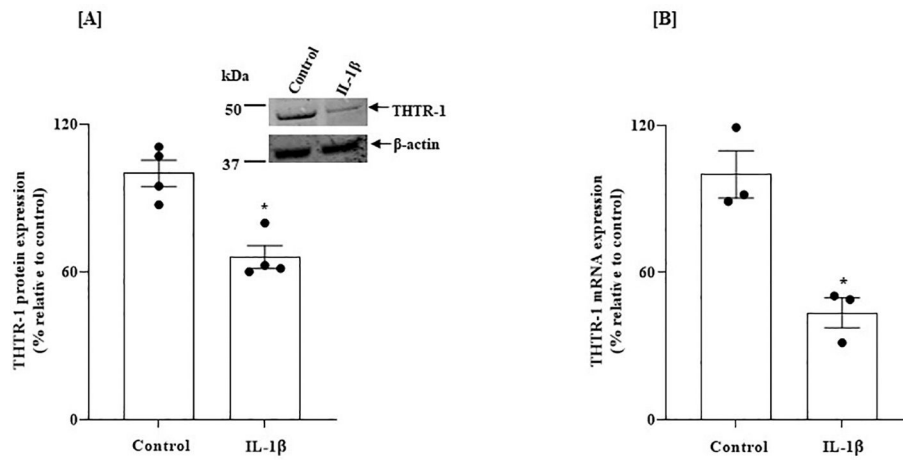 [A]
kDa
Control
IL-1β
50
THTR-1
β-actin
37
THTR-1 protein expression
(% relative to control)
120
60
0
*
Control
IL-1β
[B]
THTR-1 mRNA expression
(% relative to control)
120
60
0
*
Control
IL-1β